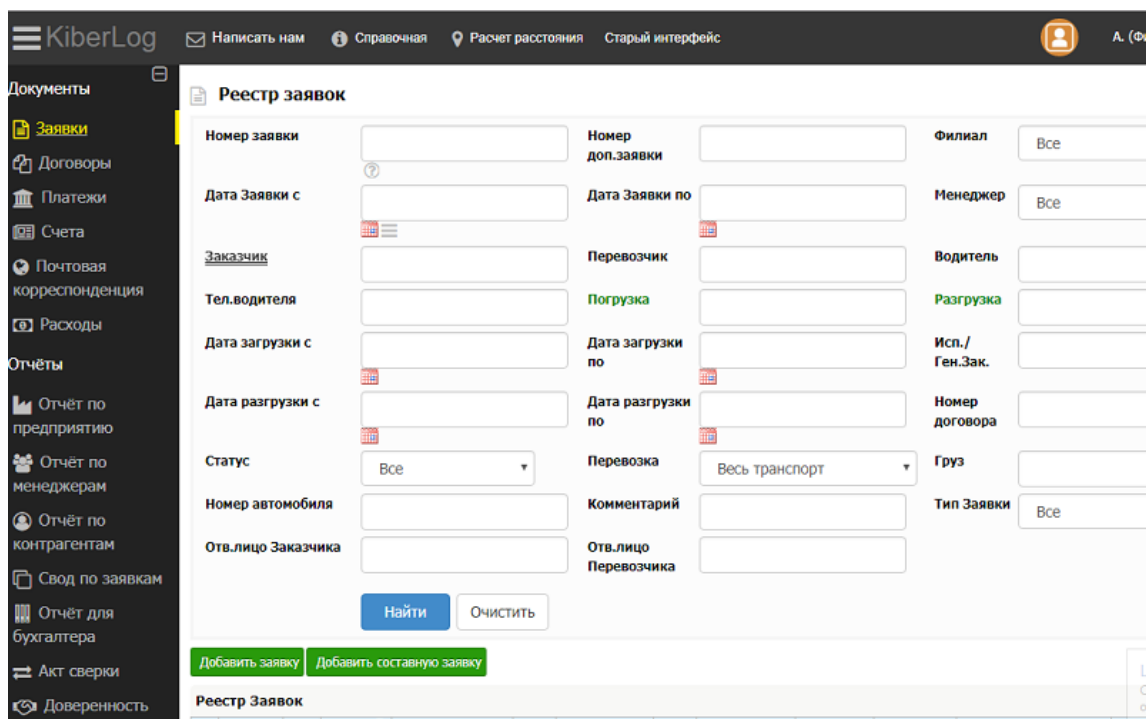 KiberLog
Написать нам
Справочная
Расчет расстояния
Старый интерфейс
А.
Документы
Заявки
Договоры
Платежи
Счета
Почтовая
корреспонденция
Расходы
Отчёты
Отчёт по
предприятию
Отчёт по
менеджерам
Отчёт по
контрагентам
Свод по заявкам
Отчёт для
бухгалтера
Акт сверки
Доверенность
Реестр заявок
Номер заявки
Номер
доп.заявки
Филиал
Все
Дата Заявки с
Дата Заявки по
Менеджер
Все
Заказчик
Перевозчик
Водитель
Тел.водителя
Погрузка
Разгрузка
Дата загрузки с
Дата загрузки
по
Исп./
Ген.Зак.
Дата разгрузки с
Дата разгрузки
по
Номер
договора
Статус
Все
Перевозка
Весь транспорт
Груз
Номер автомобиля
Комментарий
Тип Заявки
Все
Отв.лицо Заказчика
Отв.лицо
Перевозчика
Найти
Очистить
Добавить заявку
Добавить составную заявку
Реестр Заявок